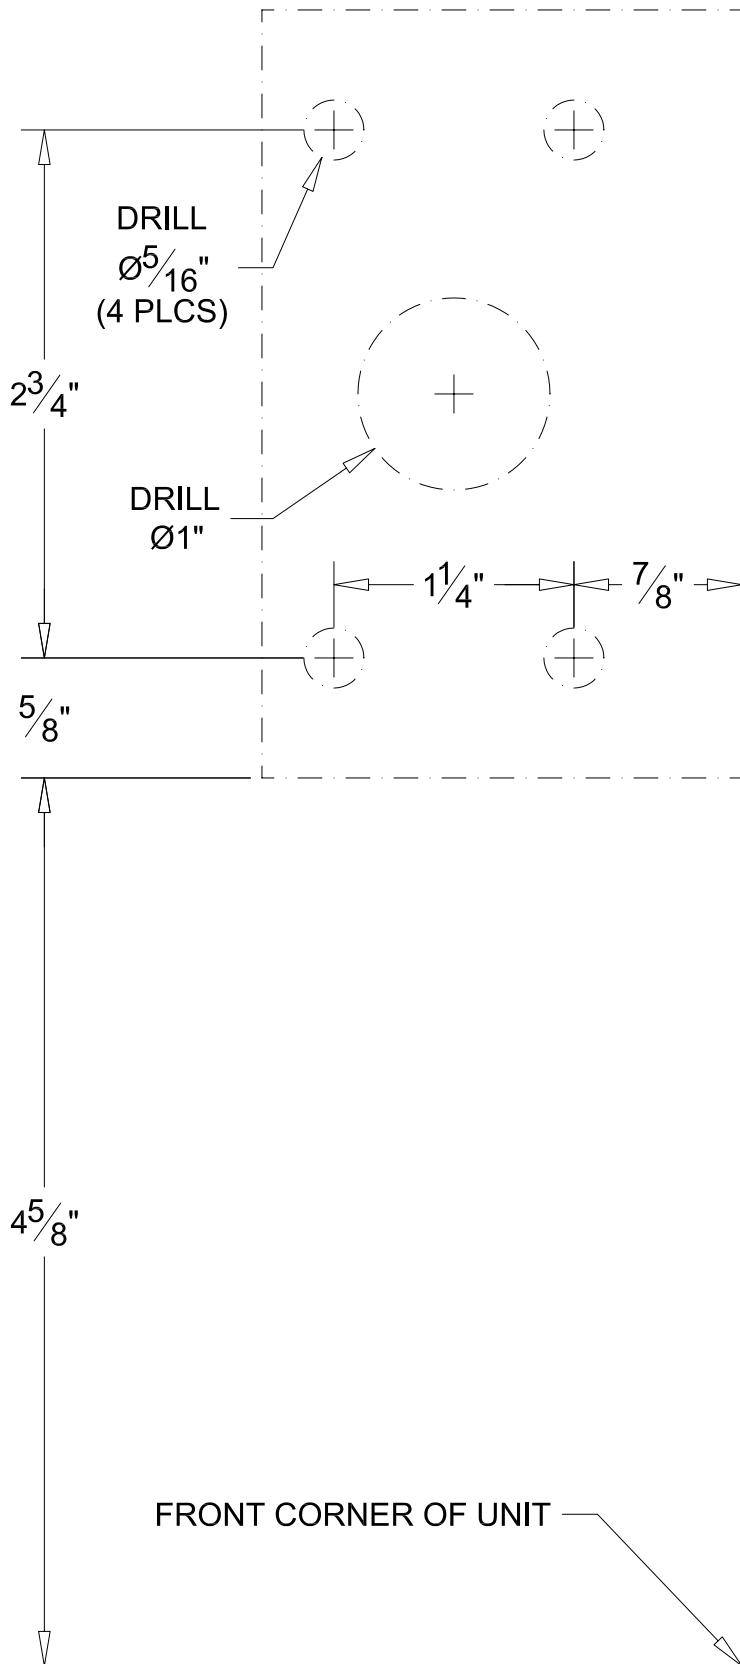 DRILL
Ø5/16"
(4 PLCS)
2 3/4"
DRILL
Ø1"
1 1/4"
7/8"
5/8"
4 5/8"
FRONT CORNER OF UNIT